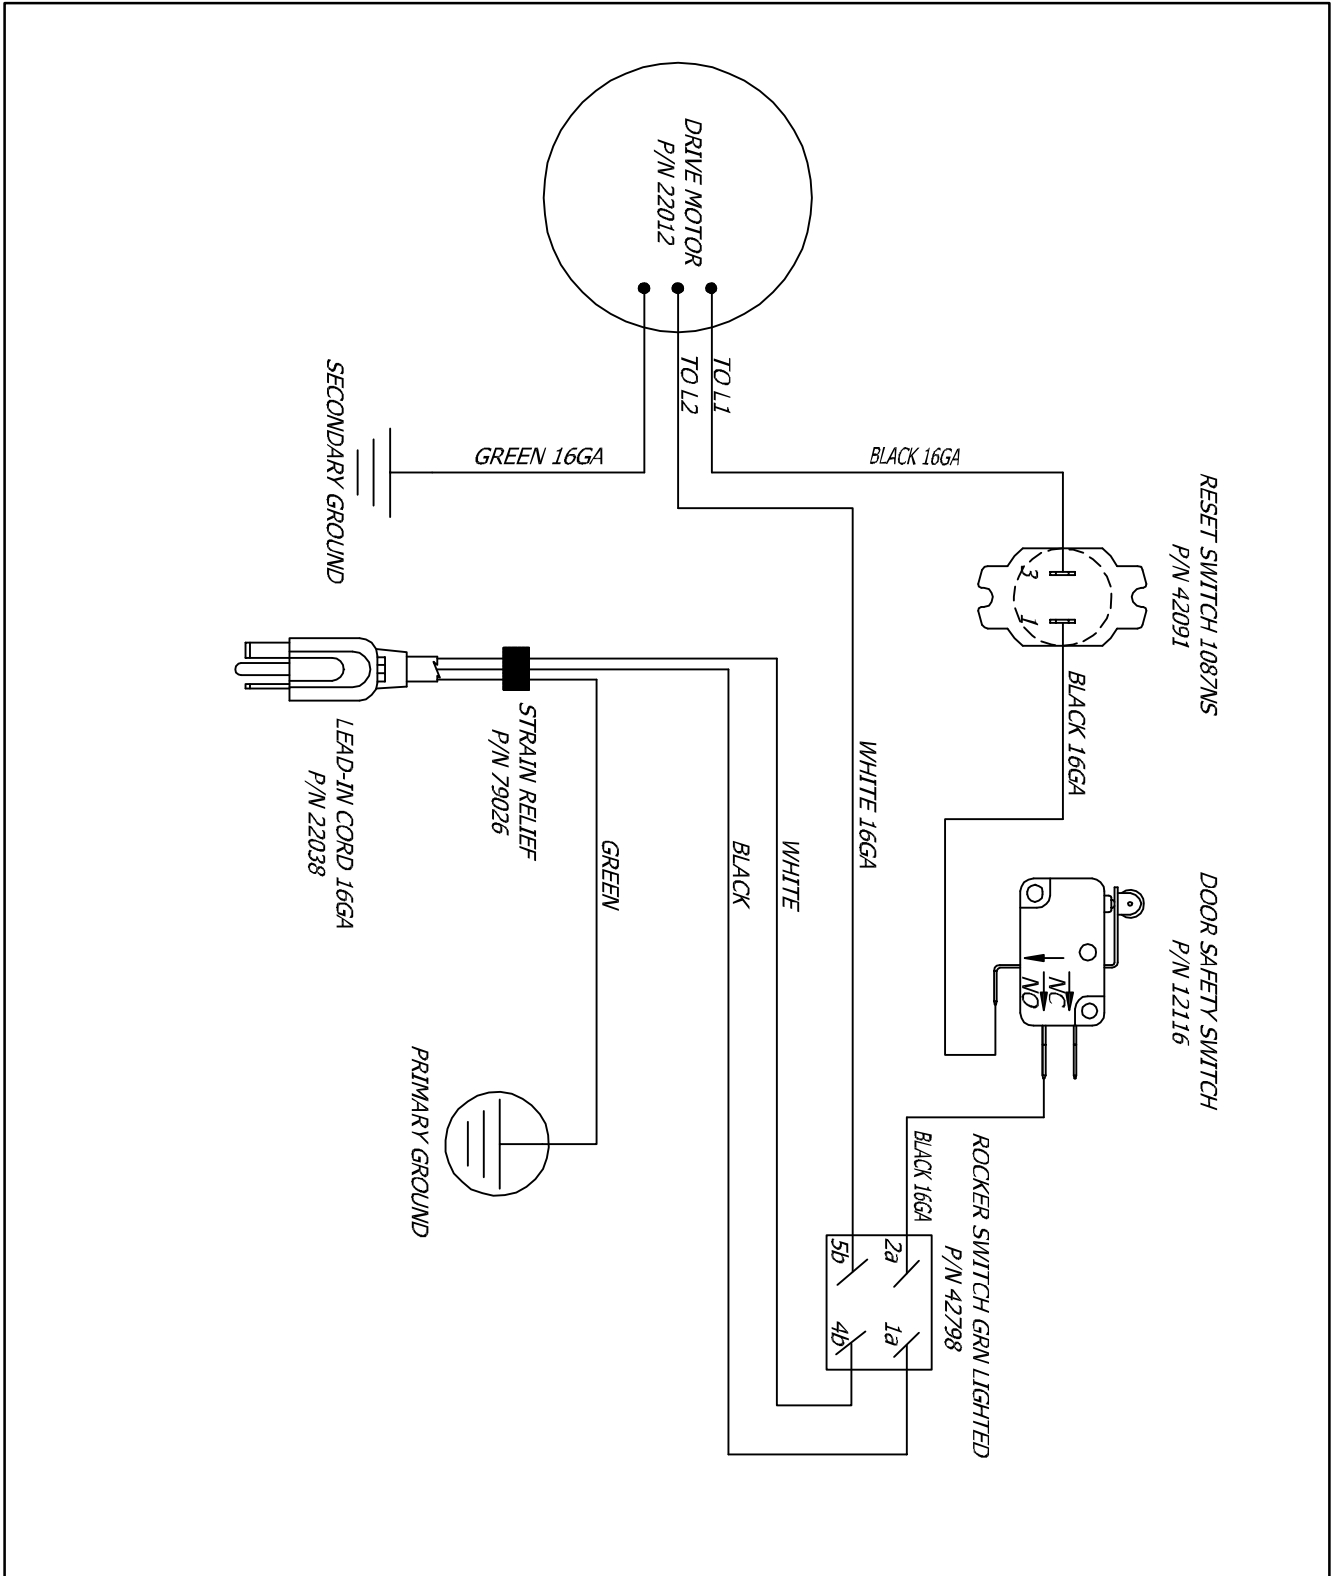 RESET SWITCH 1087NS
P/N 42091
DOOR SAFETY SWITCH
P/N 12116
NC
NO
3
1
BLACK 16GA
BLACK 16GA
BLACK 16GA
ROCKER SWITCH GRN LIGHTED
P/N 42798
2a
1a
5b
4b
WHITE 16GA
WHITE
BLACK
DRIVE MOTOR
P/N 22012
TO L1
TO L2
GREEN 16GA
GREEN
STRAIN RELIEF
P/N 79026
PRIMARY GROUND
SECONDARY GROUND
LEAD-IN CORD 16GA
P/N 22038